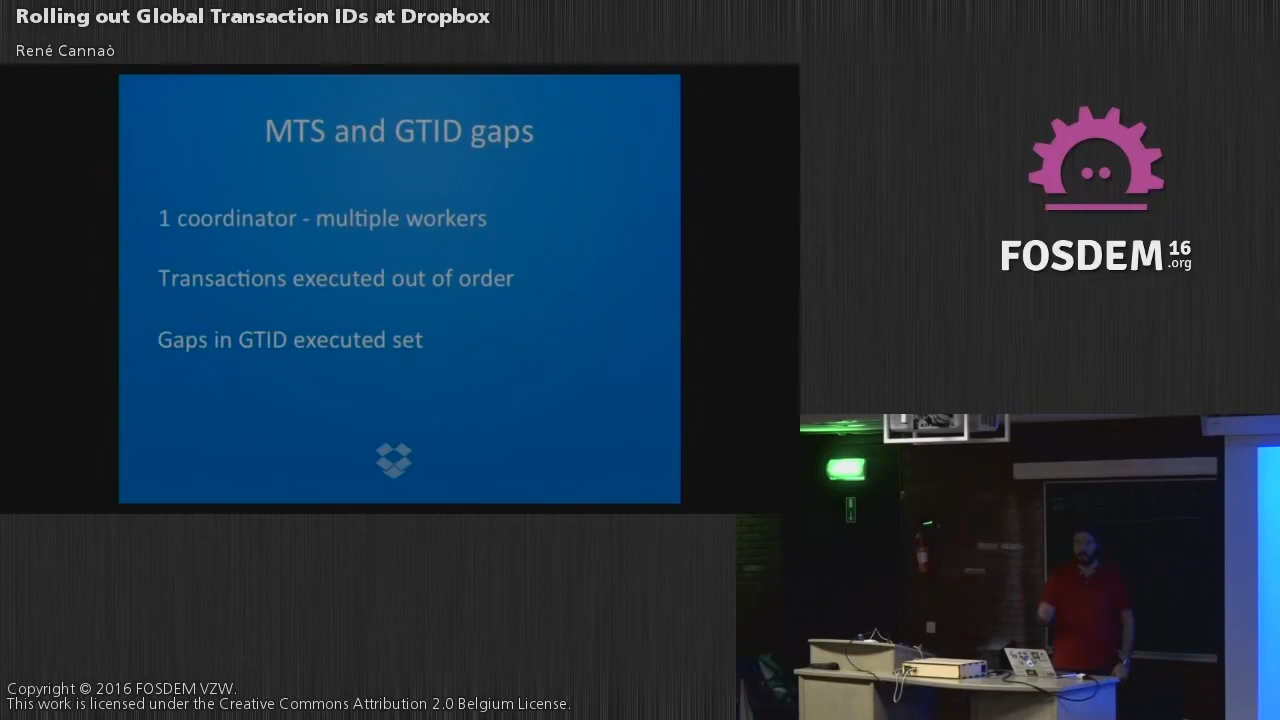 Rolling out Global Transaction IDs at Dropbox
René Cannaò
MTS and GTID gaps
1 coordinator - multiple workers
Transactions executed out of order
Gaps in GTID executed set
FOSDEM 16
.org
Copyright © 2016 FOSDEM VZW.
This work is licensed under the Creative Commons Attribution 2.0 Belgium License.